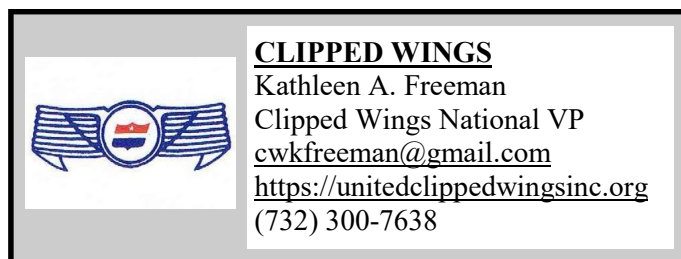 CLIPPED WINGS
Kathleen A. Freeman
Clipped Wings National VP
cwkfreeman@gmail.com
https://unitedclippedwingsinc.org
(732) 300-7638